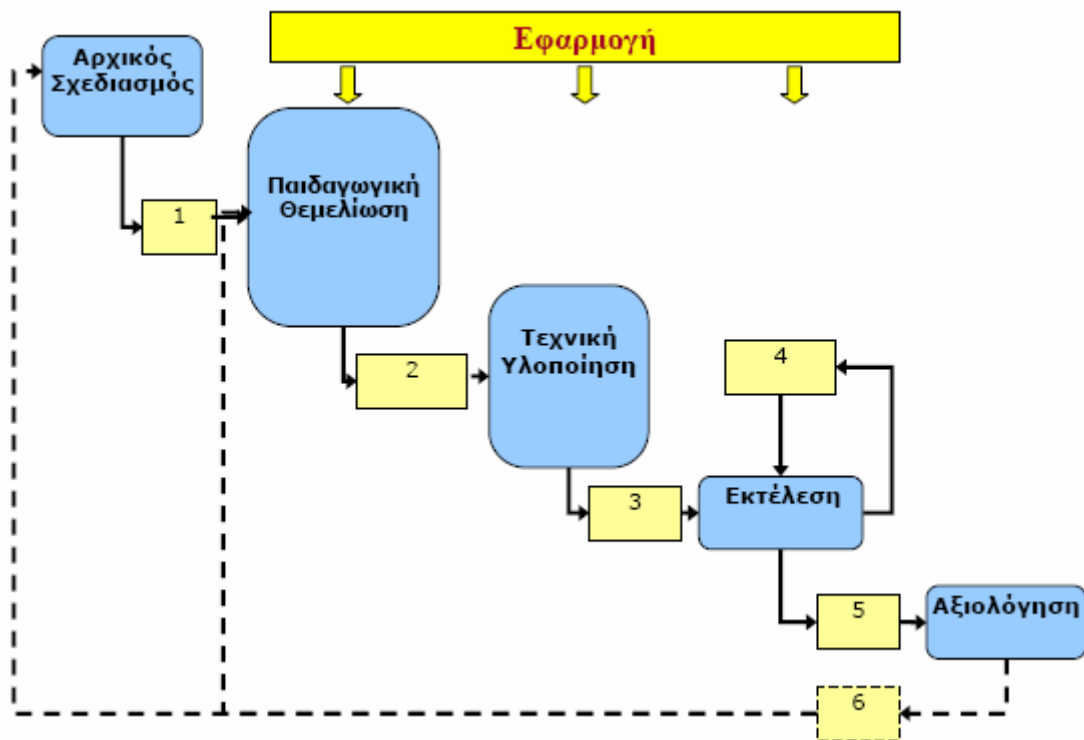 Εφαρμογή
Αρχικός
Σχεδιασμός
Παιδαγωγική
Θεμελίωση
1
Τεχνική
Υλοποίηση
2
4
Εκτέλεση
3
Αξιολόγηση
5
6